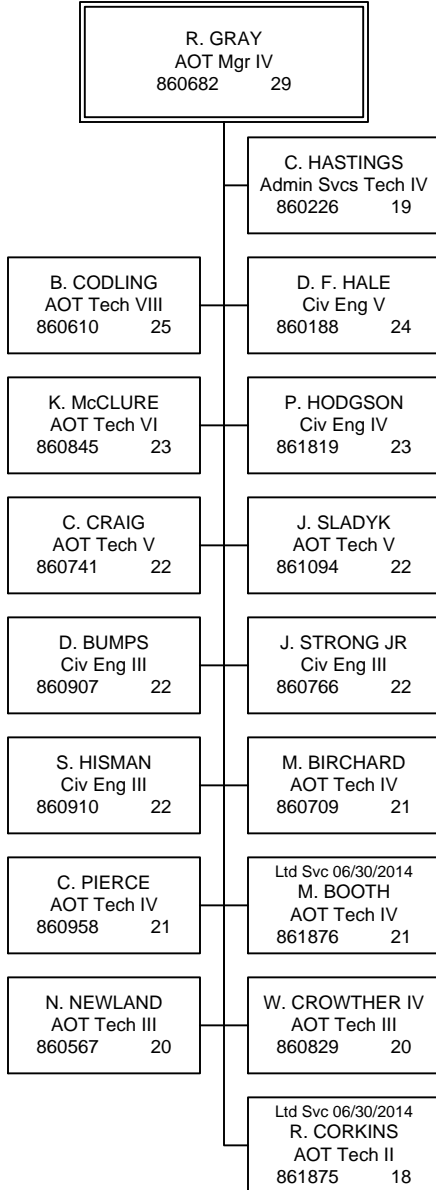 R. GRAY
AOT Mgr IV
860682 29
C. HASTINGS
Admin Svcs Tech IV
860226 19
B. CODLING
AOT Tech VIII
860610 25
D. F. HALE
Civ Eng V
860188 24
K. McCLURE
AOT Tech VI
860845 23
P. HODGSON
Civ Eng IV
861819 23
C. CRAIG
AOT Tech V
860741 22
J. SLADYK
AOT Tech V
861094 22
D. BUMPS
Civ Eng III
860907 22
J. STRONG JR
Civ Eng III
860766 22
S. HISMAN
Civ Eng III
860910 22
M. BIRCHARD
AOT Tech IV
860709 21
C. PIERCE
AOT Tech IV
860958 21
Ltd Svc 06/30/2014
M. BOOTH
AOT Tech IV
861876 21
N. NEWLAND
AOT Tech III
860567 20
W. CROWTHER IV
AOT Tech III
860829 20
Ltd Svc 06/30/2014
R. CORKINS
AOT Tech II
861875 18